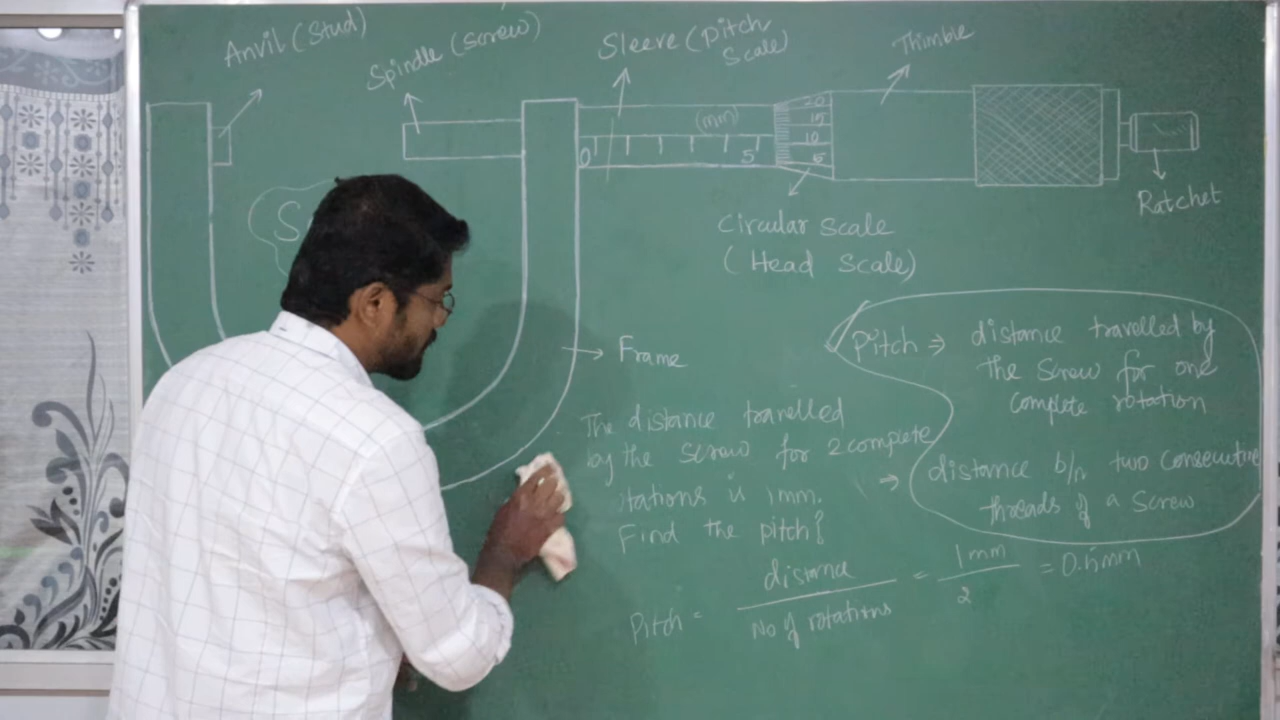 Anvil (Stud)
Spindle (Screw)
Sleeve (Pitch
Scale)
Thimble
(mm)
0
5
20
15
10
5
Ratchet
S
Circular scale
(Head Scale)
Frame
Pitch ⇒ distance travelled by
the screw for one
complete rotation
→ distance b/n two consecutive
threads of a screw
The distance travelled
by the screw for 2 complete
tations is 1mm.
Find the pitch?
Pitch = distance / No of rotations = 1mm / 2 = 0.5mm